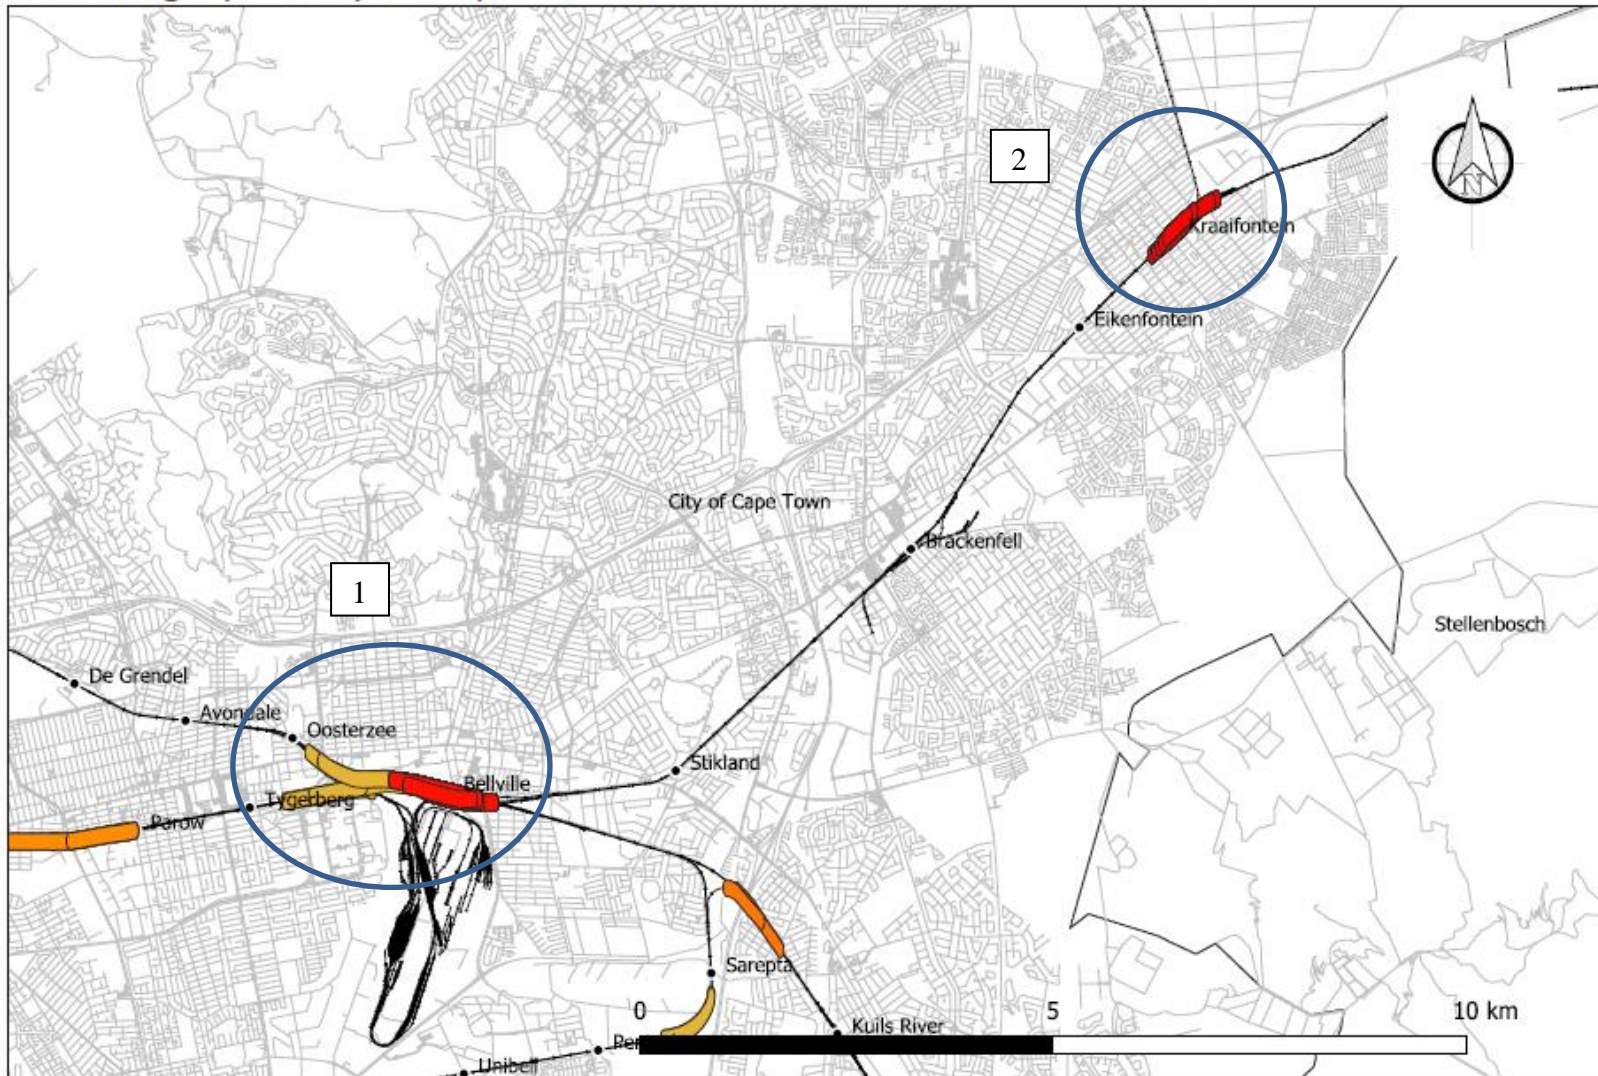 2
N
Kraaifontein
Eikenfontein
City of Cape Town
Brackenfell
1
Stellenbosch
De Grendel
Avondale
Oosterzee
Stikland
Bellville
Tygerberg
Parow
Sarepta
0 5 10 km
Kuils River
Pen
Unibell